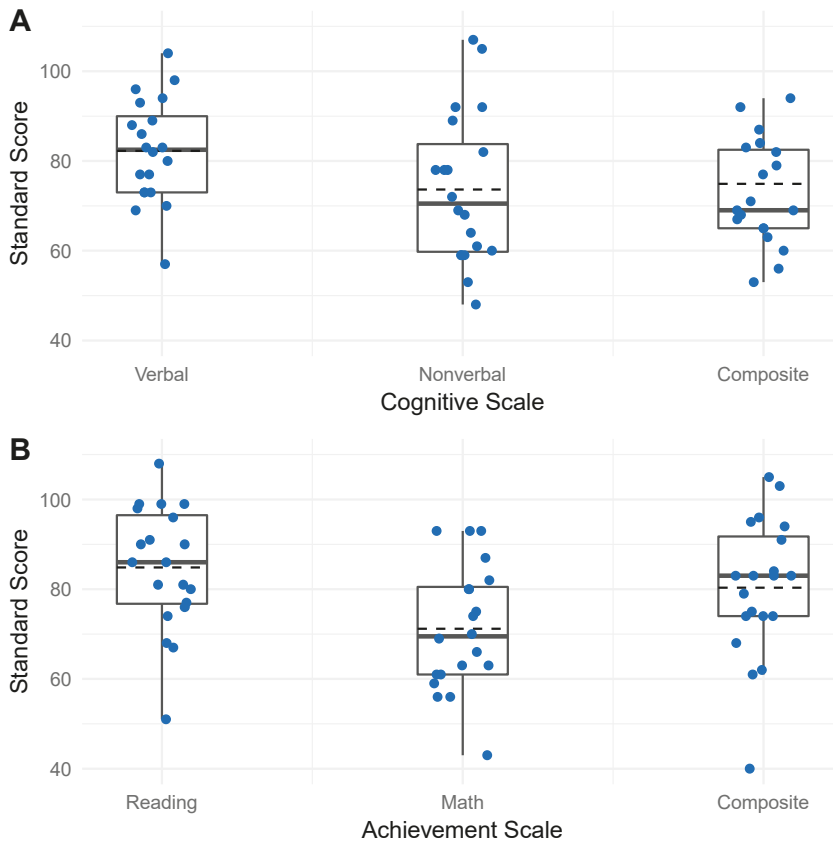 A
Standard Score
100
80
60
40
Verbal Nonverbal Composite
Cognitive Scale
B
Standard Score
100
80
60
40
Reading Math Composite
Achievement Scale